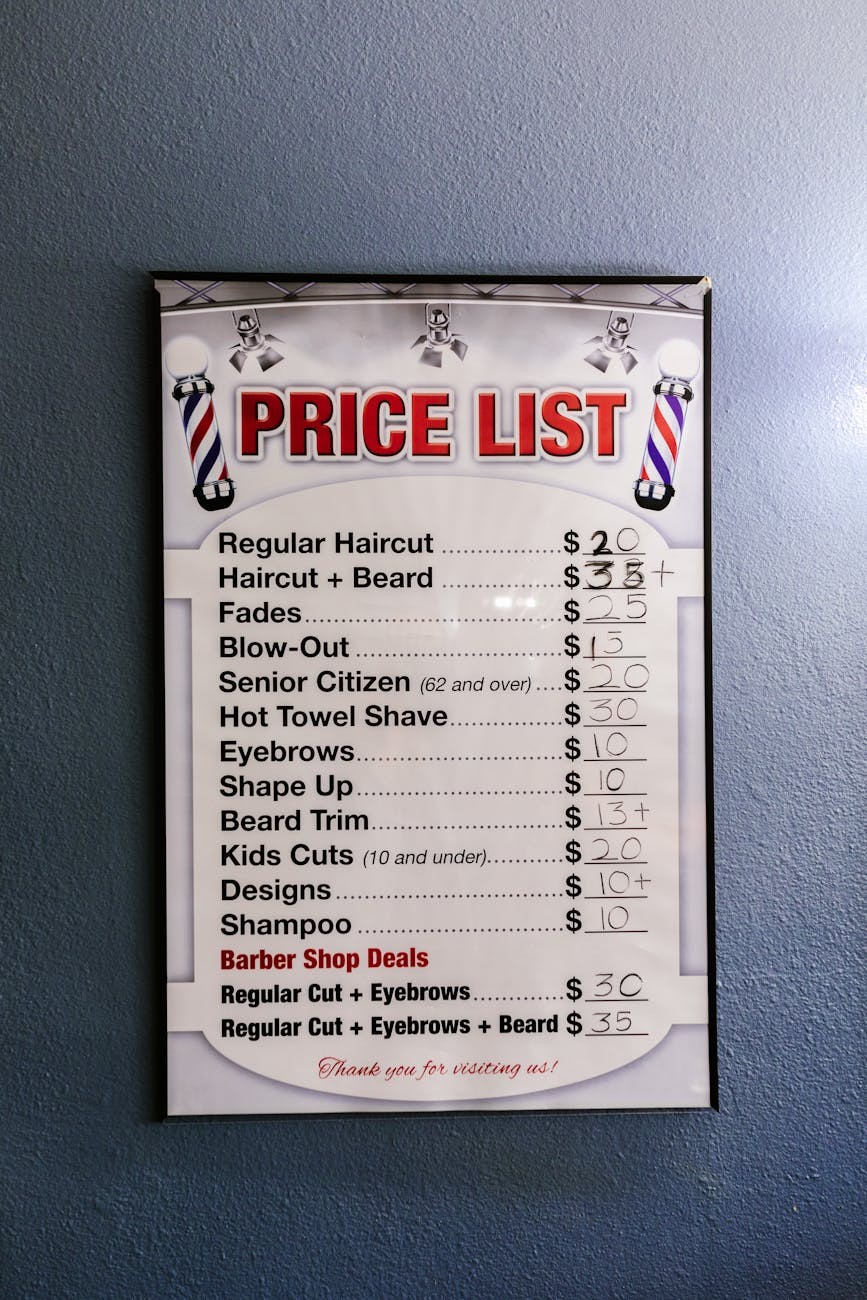 PRICE LIST
Regular Haircut ....................$ 20
Haircut + Beard ....................$ 35+
Fades....................................$ 25
Blow-Out ..............................$ 15
Senior Citizen (62 and over) ....$ 20
Hot Towel Shave...................$ 30
Eyebrows..............................$ 10
Shape Up..............................$ 10
Beard Trim............................$ 13+
Kids Cuts (10 and under)..........$ 20
Designs.................................$ 10+
Shampoo ..............................$ 10
Barber Shop Deals
Regular Cut + Eyebrows.............$ 30
Regular Cut + Eyebrows + Beard $ 35
Thank you for visiting us!